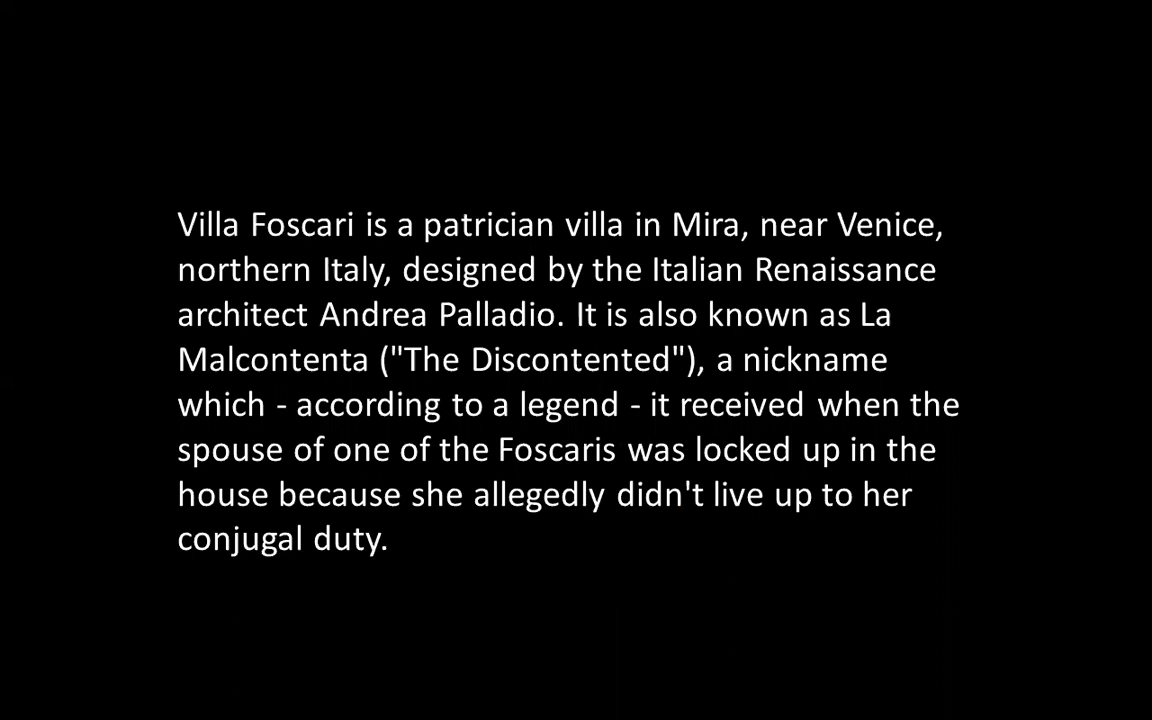 Villa Foscari is a patrician villa in Mira, near Venice,
northern Italy, designed by the Italian Renaissance
architect Andrea Palladio. It is also known as La
Malcontenta ("The Discontented"), a nickname
which - according to a legend - it received when the
spouse of one of the Foscaris was locked up in the
house because she allegedly didn't live up to her
conjugal duty.